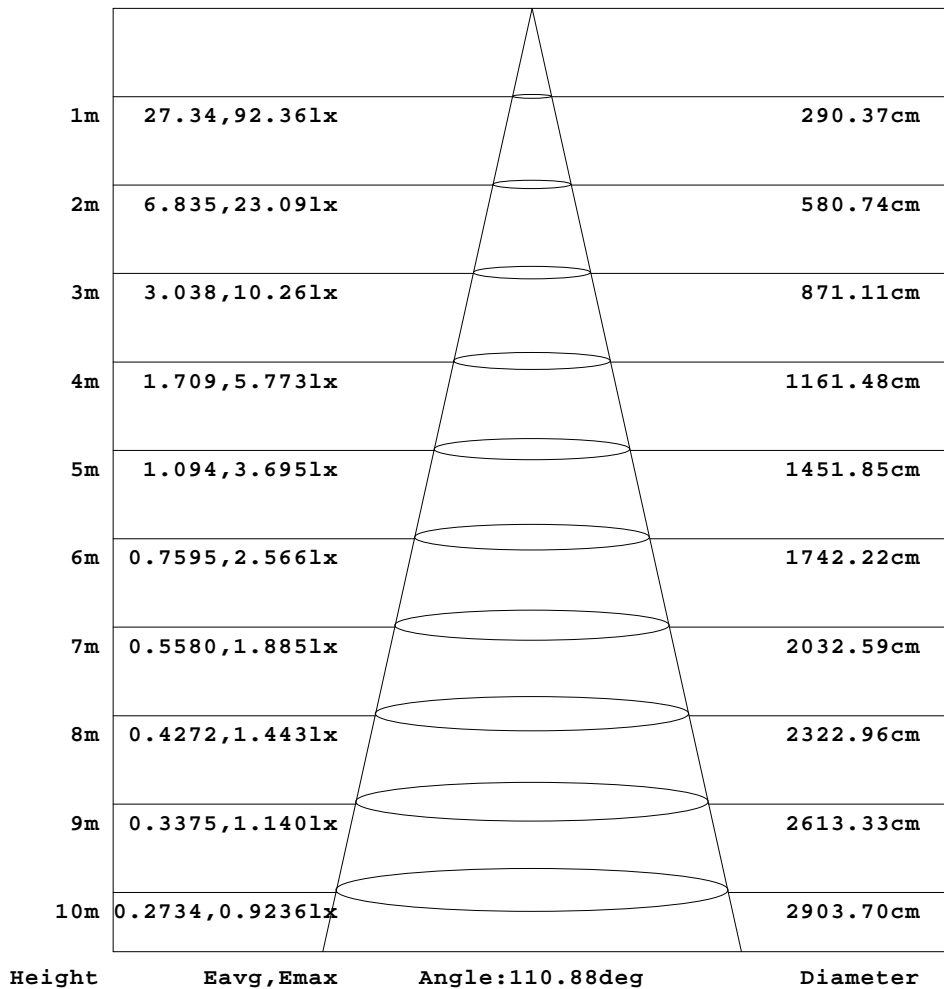 1m 27.34,92.36lx 290.37cm
2m 6.835,23.09lx 580.74cm
3m 3.038,10.26lx 871.11cm
4m 1.709,5.773lx 1161.48cm
5m 1.094,3.695lx 1451.85cm
6m 0.7595,2.566lx 1742.22cm
7m 0.5580,1.885lx 2032.59cm
8m 0.4272,1.443lx 2322.96cm
9m 0.3375,1.140lx 2613.33cm
10m 0.2734,0.9236lx 2903.70cm
Height Eavg,Emax Angle:110.88deg Diameter